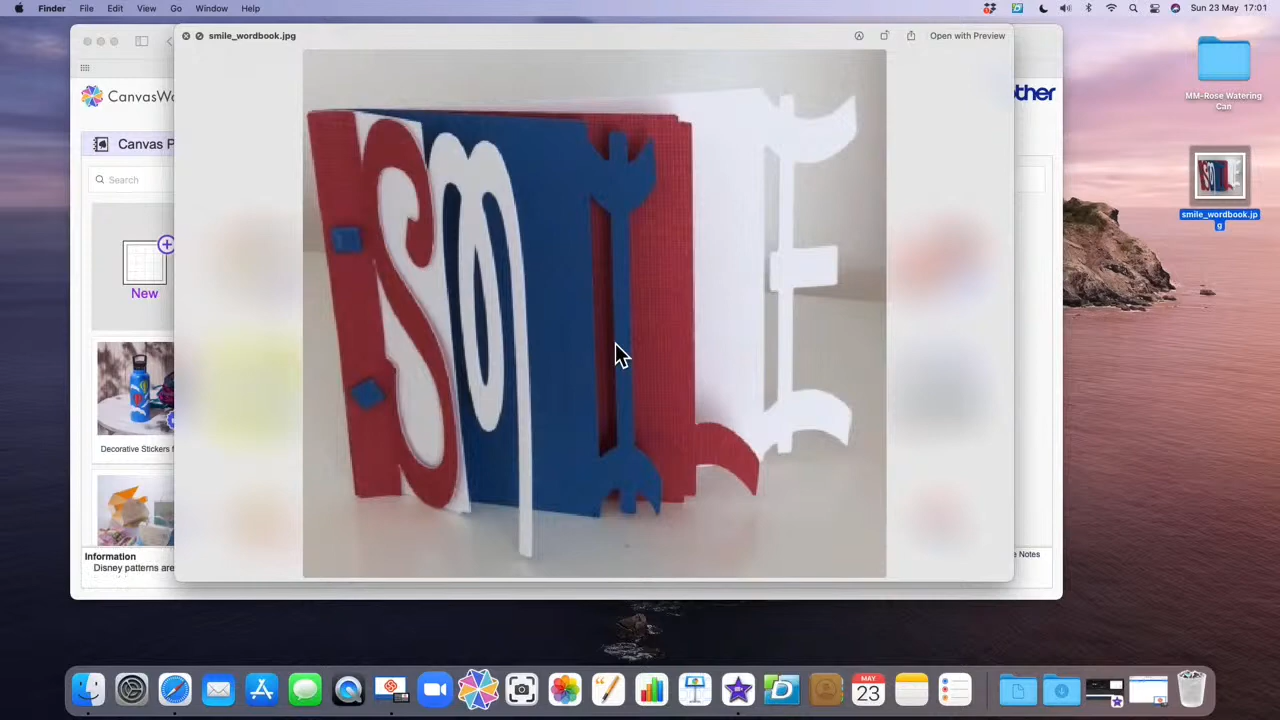 Finder File Edit View Go Window Help
Sun 23 May 17:01
smile_wordbook.jpg
Open with Preview
CanvasWo
ther
Canvas P
Search
New
SMILE
Decorative Stickers f
Information
Disney patterns are
e Notes
MM-Rose Watering
Can
smile_wordbook.jp
g
MAY
23